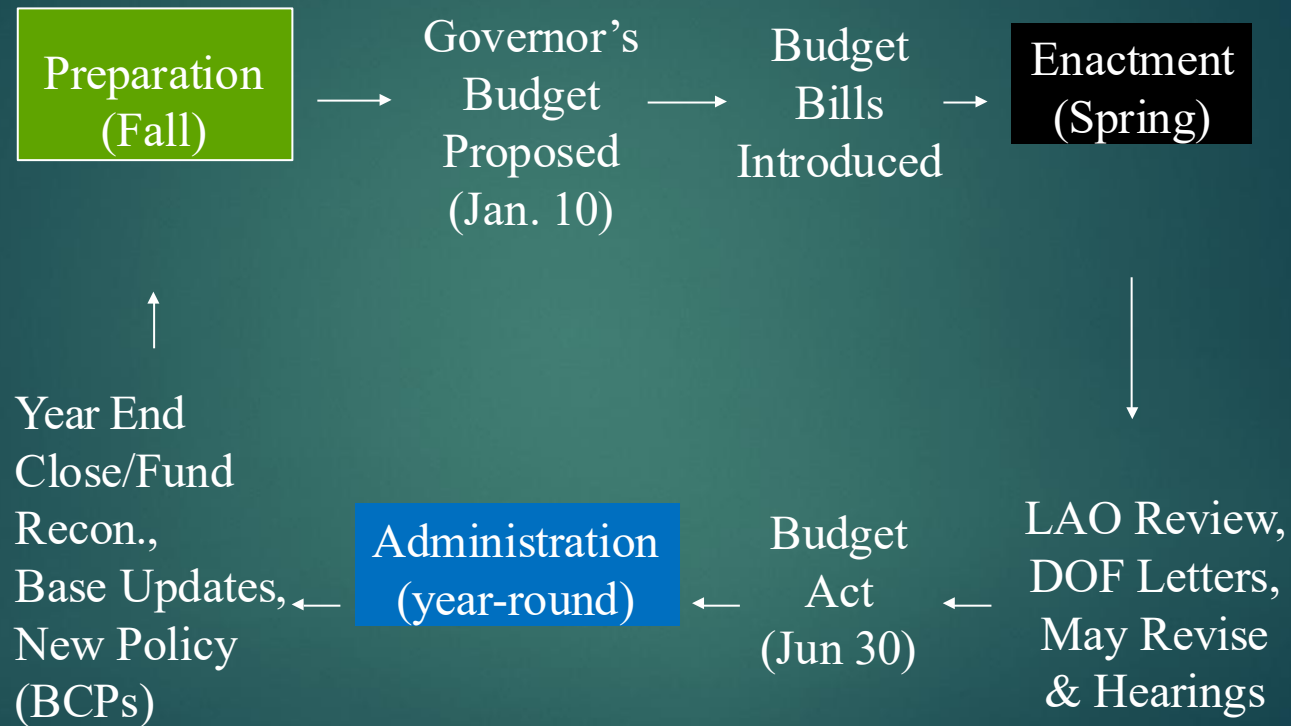 Preparation
(Fall)
Governor’s
Budget
Proposed
(Jan. 10)
Budget
Bills
Introduced
Enactment
(Spring)
LAO Review,
DOF Letters,
May Revise
& Hearings
Budget
Act
(Jun 30)
Administration
(year-round)
Year End
Close/Fund
Recon.,
Base Updates,
New Policy
(BCPs)